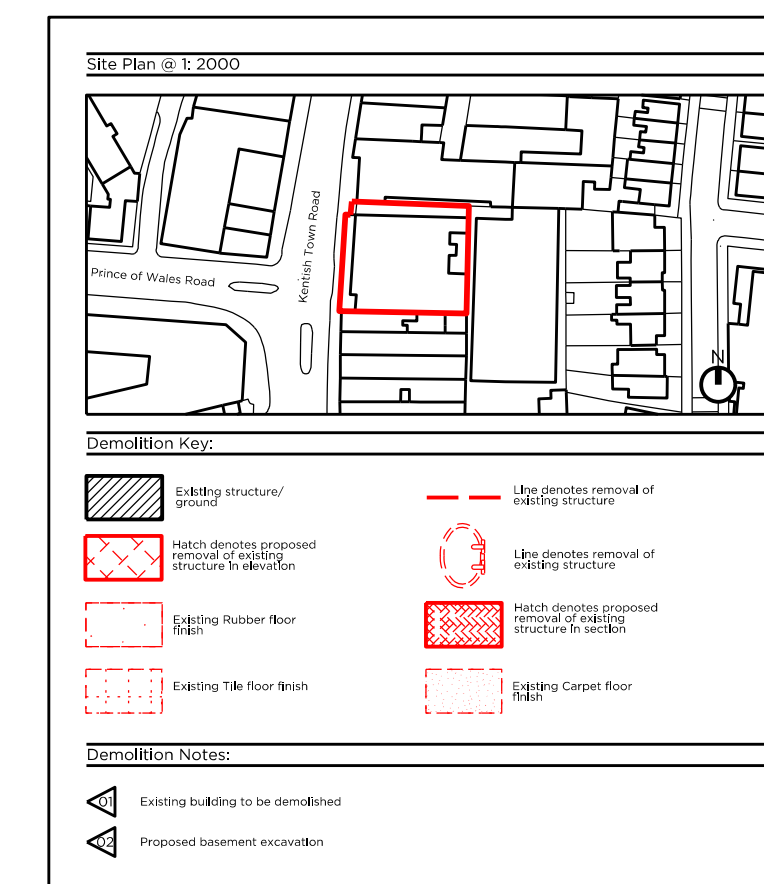 Site Plan @ 1: 2000
Kentish Town Road
Prince of Wales Road
N
Demolition Key:
Existing structure/
ground
Line denotes removal of
existing structure
Hatch denotes proposed
removal of existing
structure in elevation
Line denotes removal of
existing structure
Existing Rubber floor
finish
Hatch denotes proposed
removal of existing
structure in section
Existing Tile floor finish
Existing Carpet floor
finish
Demolition Notes:
01 Existing building to be demolished
02 Proposed basement excavation